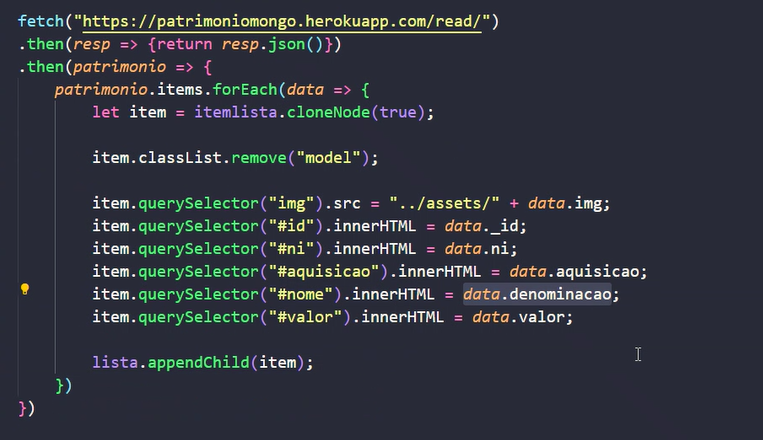 fetch("https://patrimoniomongo.herokuapp.com/read/")
.then(resp => {return resp.json()})
.then(patrimonio => {
    patrimonio.items.forEach(data => {
        let item = itemlista.cloneNode(true);
        item.classList.remove("model");
        item.querySelector("img").src = "../assets/" + data.img;
        item.querySelector("#id").innerHTML = data._id;
        item.querySelector("#ni").innerHTML = data.ni;
        item.querySelector("#aquisicao").innerHTML = data.aquisicao;
        item.querySelector("#nome").innerHTML = data.denominacao;
        item.querySelector("#valor").innerHTML = data.valor;
        lista.appendChild(item);
    })
})